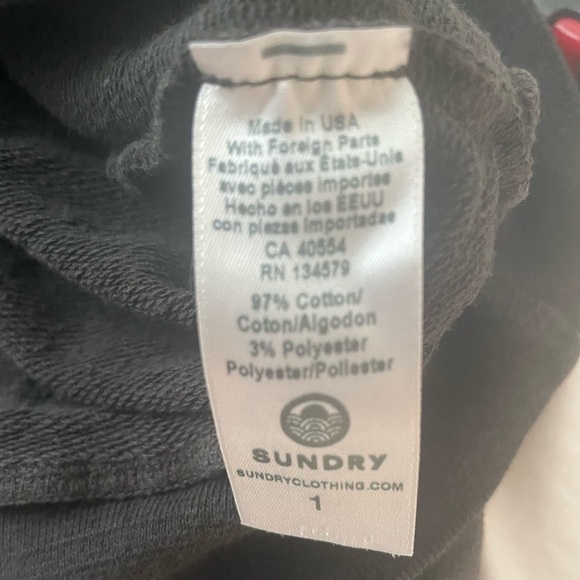 Made in USA
With Foreign Parts
Fabriqué aux États-Unis
avec pièces importes
Hecho en los EEUU
con piezas importadas
CA 40554
RN 134579
97% Cotton/
Coton/Algodon
3% Polyester
Polyester/Poliester
SUNDRY
SUNDRYCLOTHING.COM
1